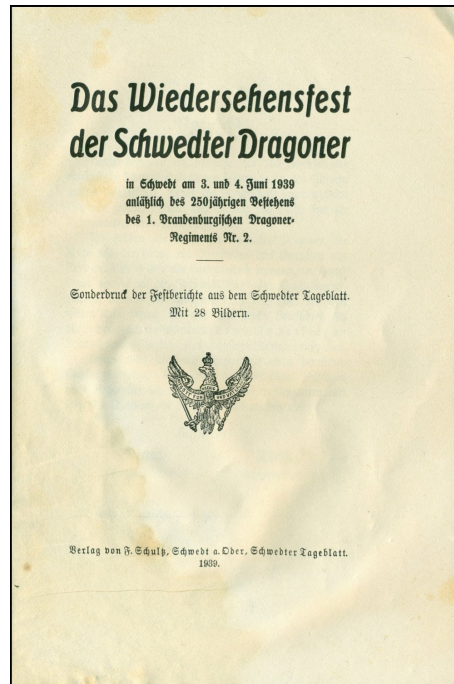 Das Wiedersehensfest
der Schwedter Dragoner
in Schwedt am 3. und 4. Juni 1939
anläßlich des 250jährigen Bestehens
des 1. Brandenburgischen Dragoner-
Regiments Nr. 2.
Sonderdruck der Festberichte aus dem Schwedter Tageblatt.
Mit 28 Bildern.
Verlag von F. Schultz, Schwedt a. Oder, Schwedter Tageblatt.
1939.